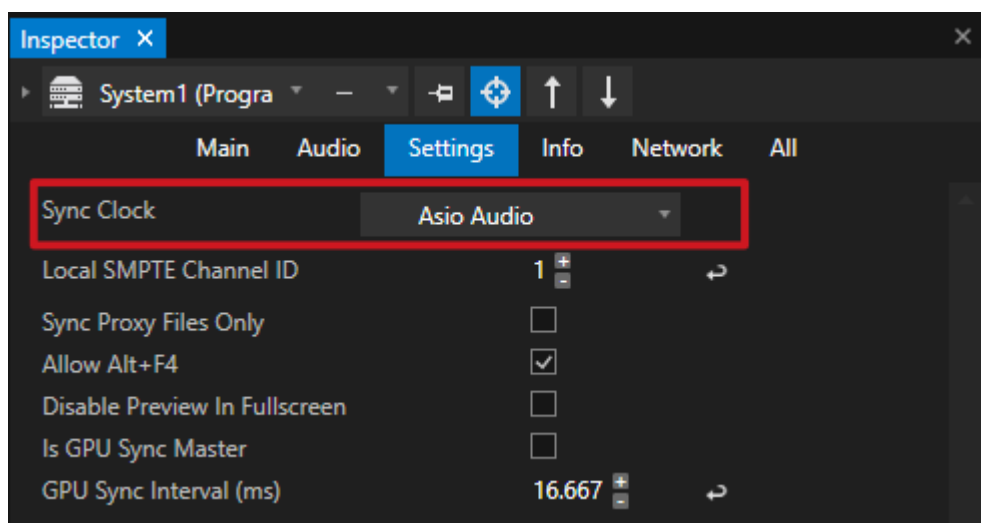 Inspector
System1 (Progra
Main Audio Settings Info Network All
Sync Clock Asio Audio
Local SMPTE Channel ID 1
Sync Proxy Files Only
Allow Alt+F4
Disable Preview In Fullscreen
Is GPU Sync Master
GPU Sync Interval (ms) 16.667